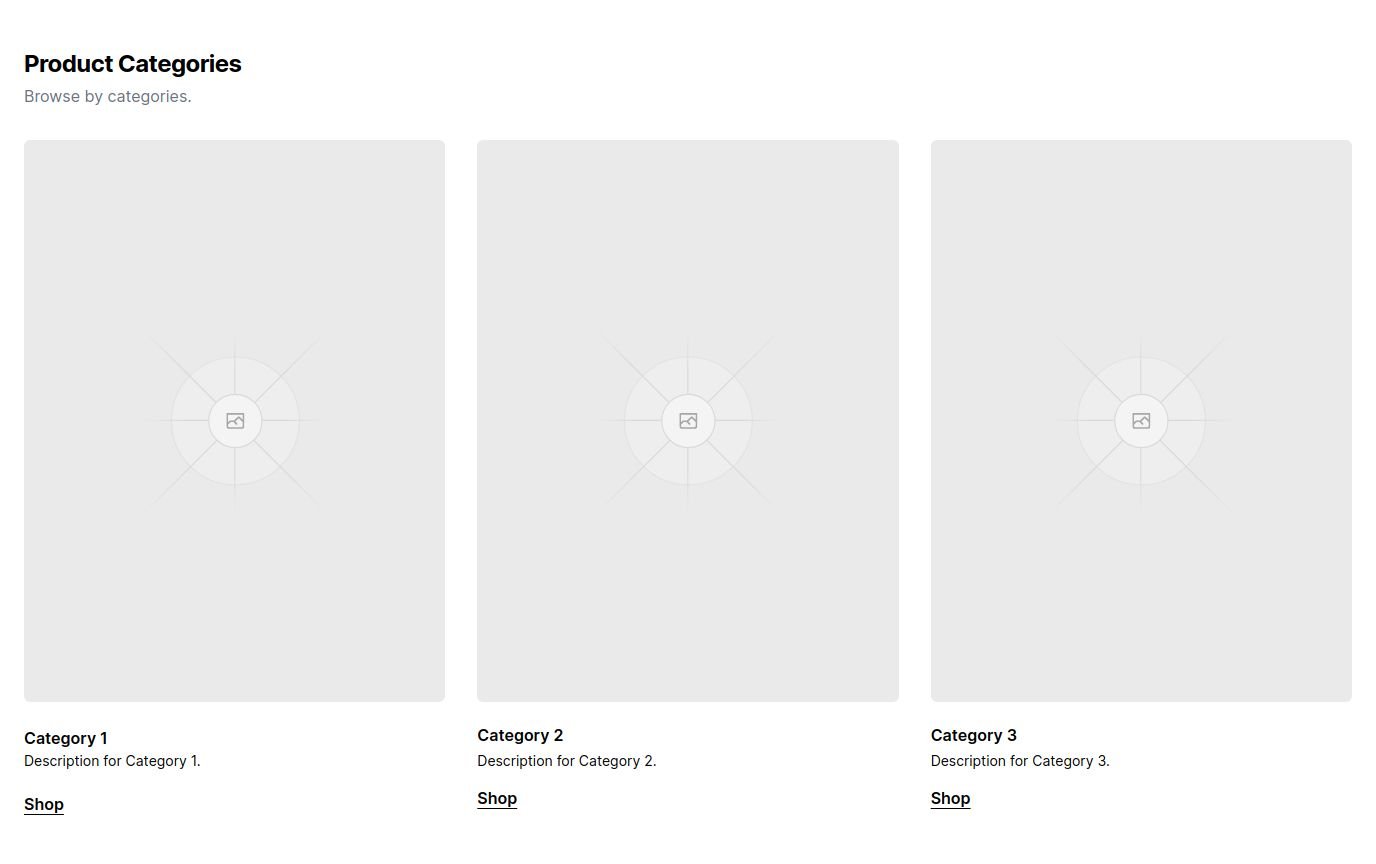 Product Categories
Browse by categories.
Category 1
Description for Category 1.
Shop
Category 2
Description for Category 2.
Shop
Category 3
Description for Category 3.
Shop